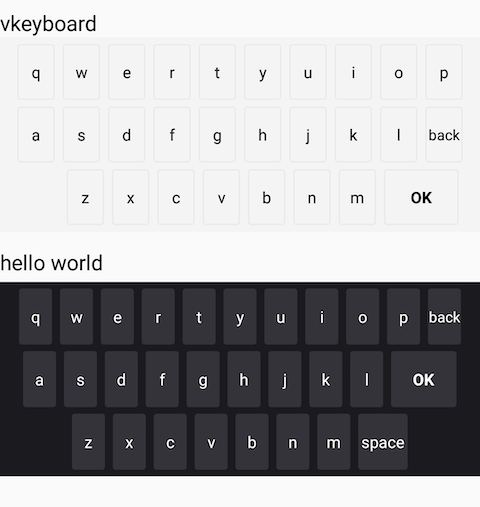 vkeyboard
q w e r t y u i o p
a s d f g h j k l back
z x c v b n m OK
hello world
q w e r t y u i o p back
a s d f g h j k l OK
z x c v b n m space